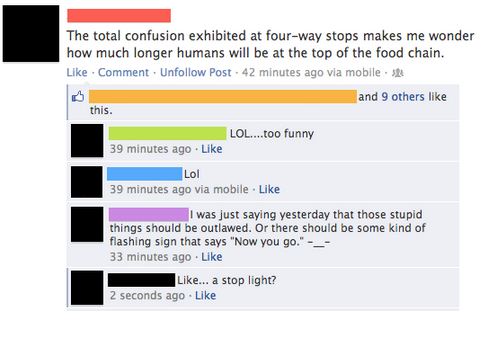 The total confusion exhibited at four-way stops makes me wonder
how much longer humans will be at the top of the food chain.
Like · Comment · Unfollow Post · 42 minutes ago via mobile ·
and 9 others like
this.
LOL....too funny
39 minutes ago · Like
Lol
39 minutes ago via mobile · Like
I was just saying yesterday that those stupid
things should be outlawed. Or there should be some kind of
flashing sign that says "Now you go." -__-
33 minutes ago · Like
Like... a stop light?
2 seconds ago · Like